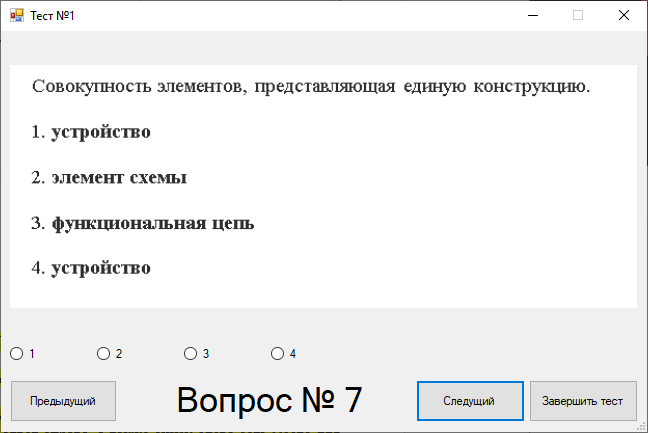 Тест №1
Совокупность элементов, представляющая единую конструкцию.
1. устройство
2. элемент схемы
3. функциональная цепь
4. устройство
1 2 3 4
Предыдущий Вопрос № 7 Следущий Завершить тест